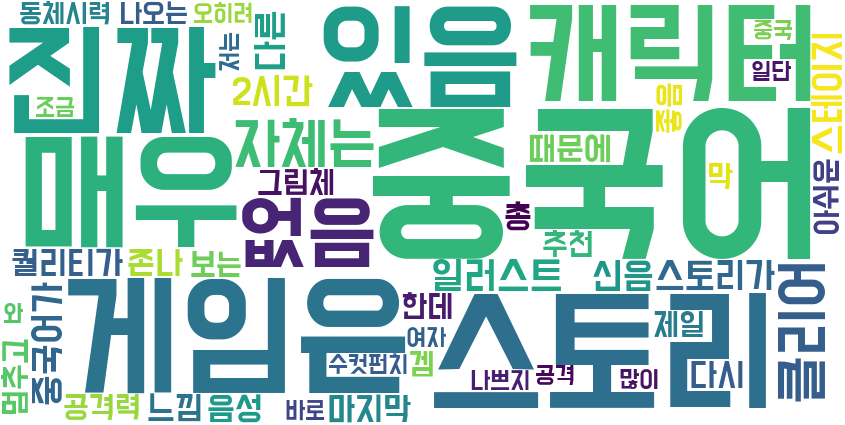 동체시력 나오는 오히려
진짜
조금
저는
다른
2시간
있음
캐릭터
중국
일단
좋음
스테이지
매우
자체는
그림체
없음
중국어
총
때문에
추천
막
아쉬운
퀄리티가 존나 보는
일러스트
신음 스토리가
와
멈추고
중국어가
게임은
한데
여자
수컷펀치 겜
스토리
제일
클리어
나쁘지 공격
많이 다시
공격력 느낌 음성
바로 마지막